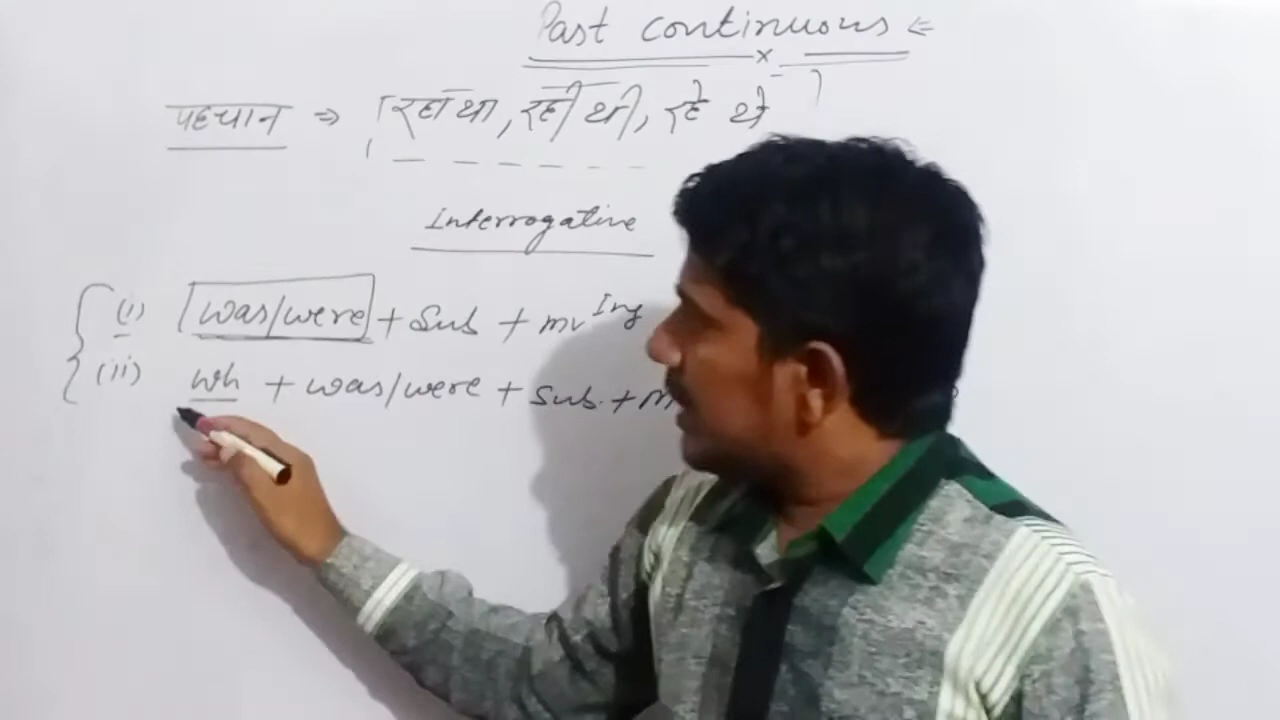 Past continuous ⇐
पहचान ⇒ रहा था, रही थी, रहे थे
Interrogative
(i) was/were + Sub + mv Ing
(ii) wh + was/were + Sub. +